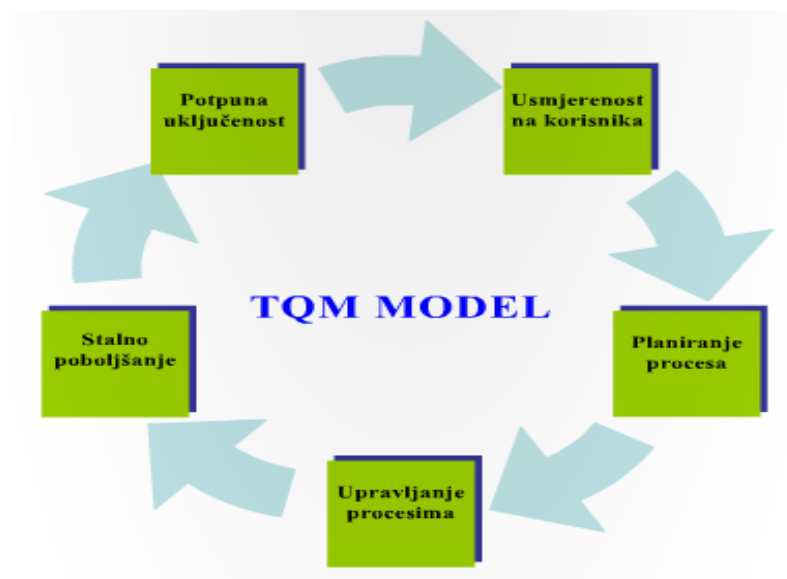 Potpuna
uključenost
Usmjerenost
na korisnika
TQM MODEL
Stalno
poboljšanje
Planiranje
procesa
Upravljanje
procesima